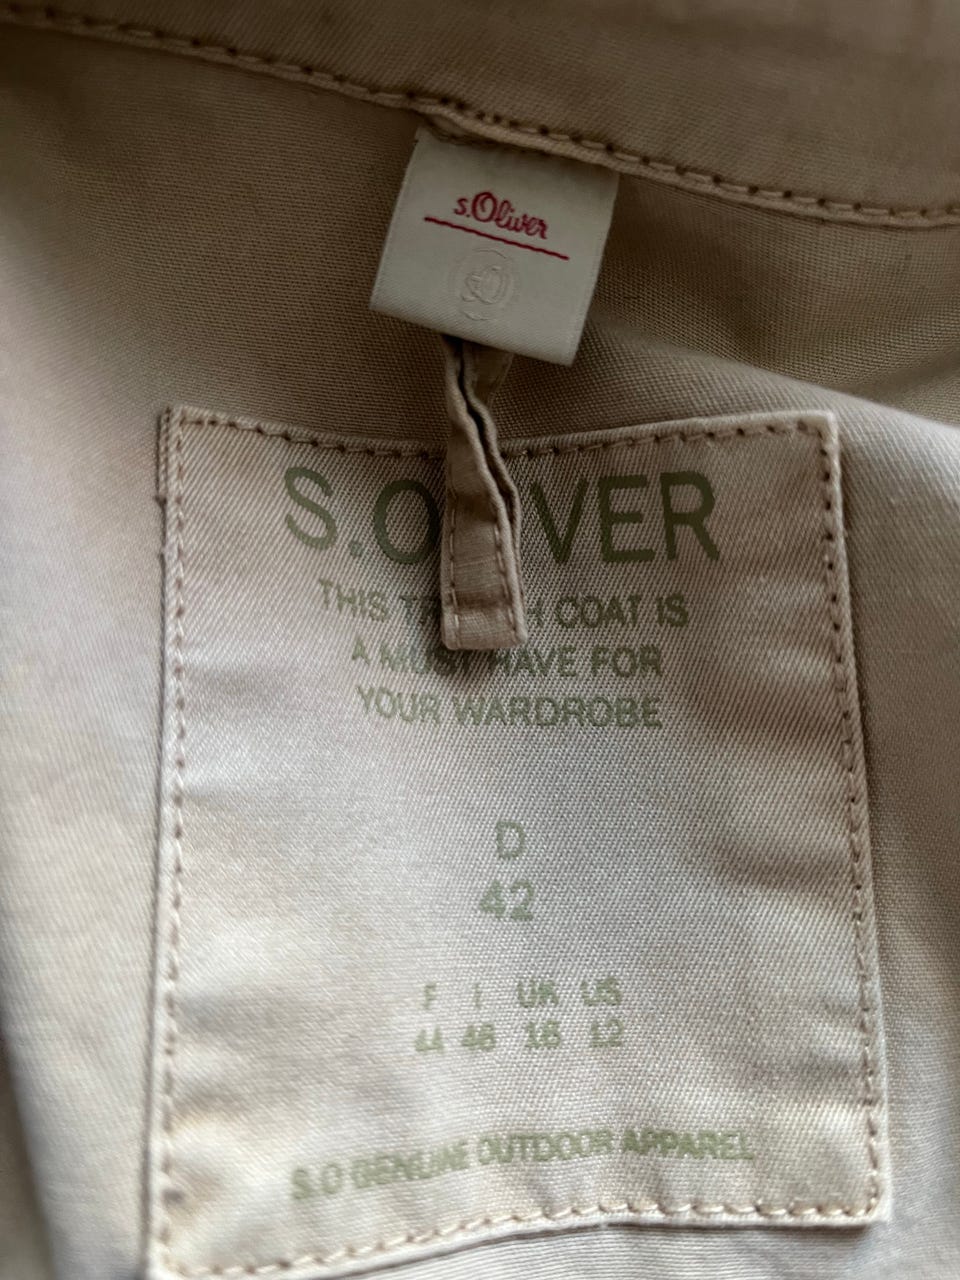 s.Oliver
S.O VER
THIS T H COAT IS
A MUST HAVE FOR
YOUR WARDROBE
D
42
F I UK US
44 46 16 12
S.O GENUINE OUTDOOR APPAREL